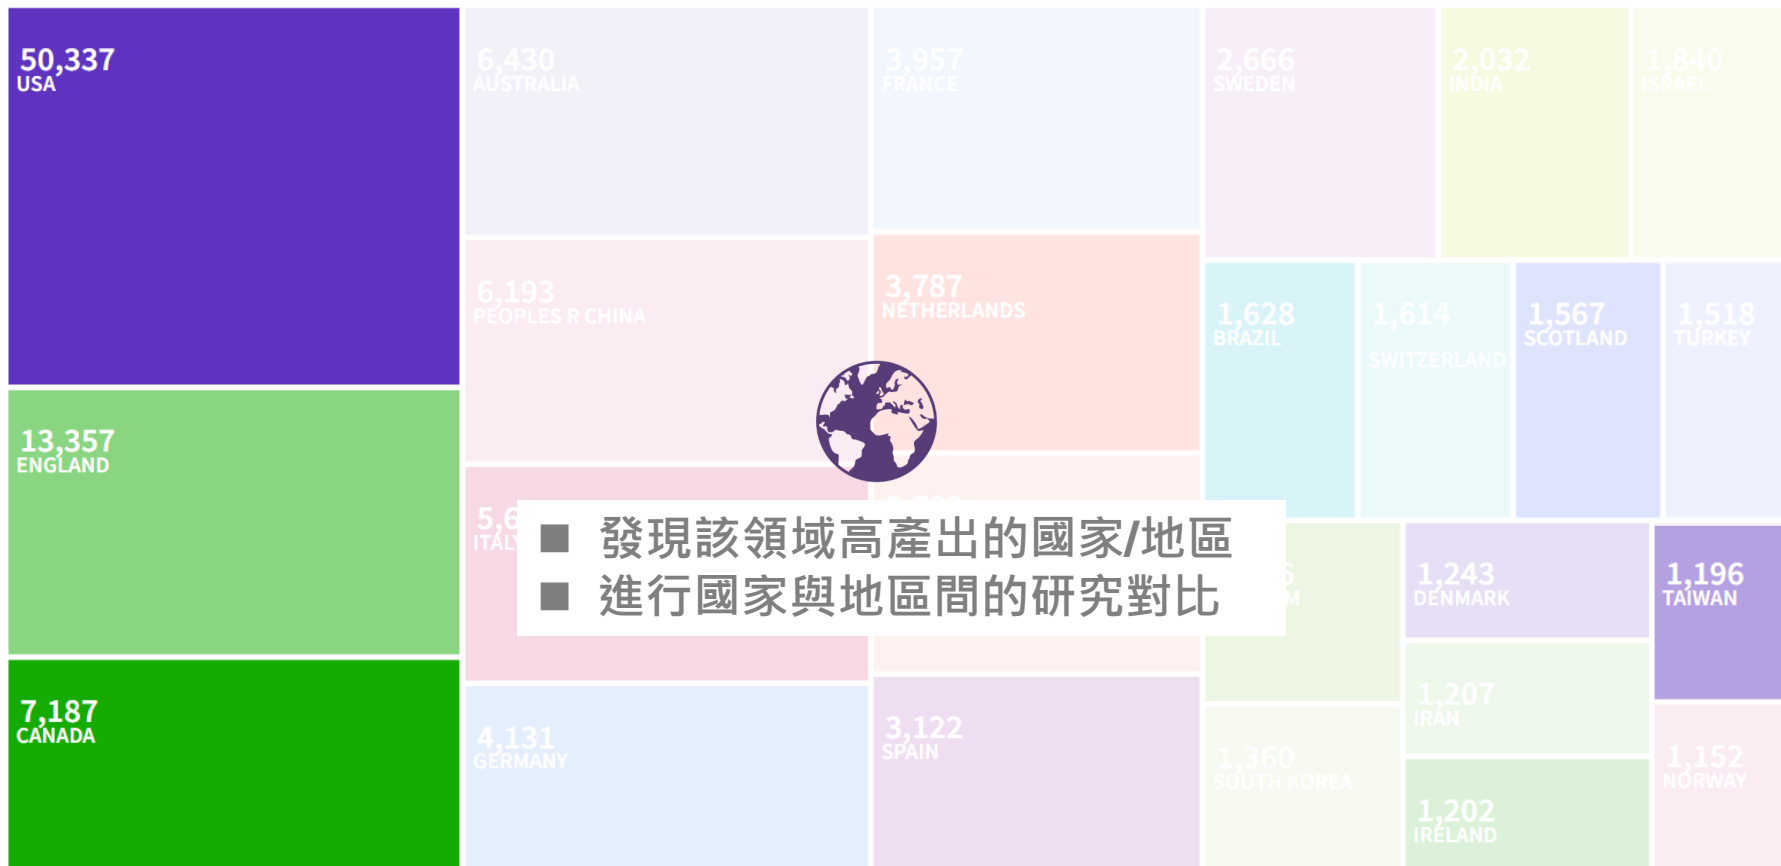 50,337
USA
13,357
ENGLAND
7,187
CANADA
6,430
AUSTRALIA
6,193
PEOPLES R CHINA
ITALY
4,131
GERMANY
3,957
FRANCE
3,787
NETHERLANDS
3,122
SPAIN
2,666
SWEDEN
2,032
INDIA
1,840
ISRAEL
1,628
BRAZIL
1,614
SWITZERLAND
1,567
SCOTLAND
1,518
TURKEY
1,360
SOUTH KOREA
1,243
DENMARK
1,207
IRAN
1,202
IRELAND
1,196
TAIWAN
1,152
NORWAY
■ 發現該領域高產出的國家/地區
■ 進行國家與地區間的研究對比